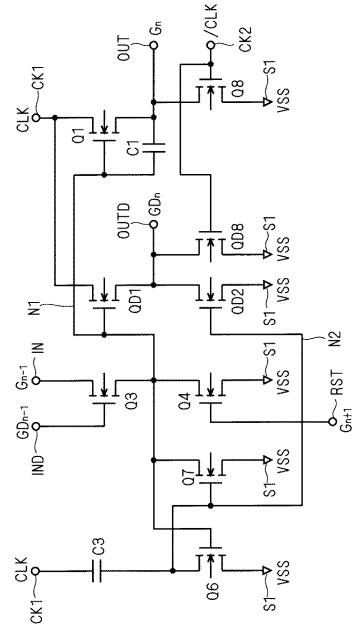 CLK
CK1
Q1
C1
OUT
Gn
/CLK
CK2
Q8
S1
VSS
N1
QD1
OUTD
GDn
QD8
S1
VSS
QD2
S1
VSS
N2
Gn-1
IN
GDn-1
IND
Q3
Q4
S1
VSS
RST
Gn+1
Q7
S1
VSS
CLK
CK1
C3
Q6
S1
VSS